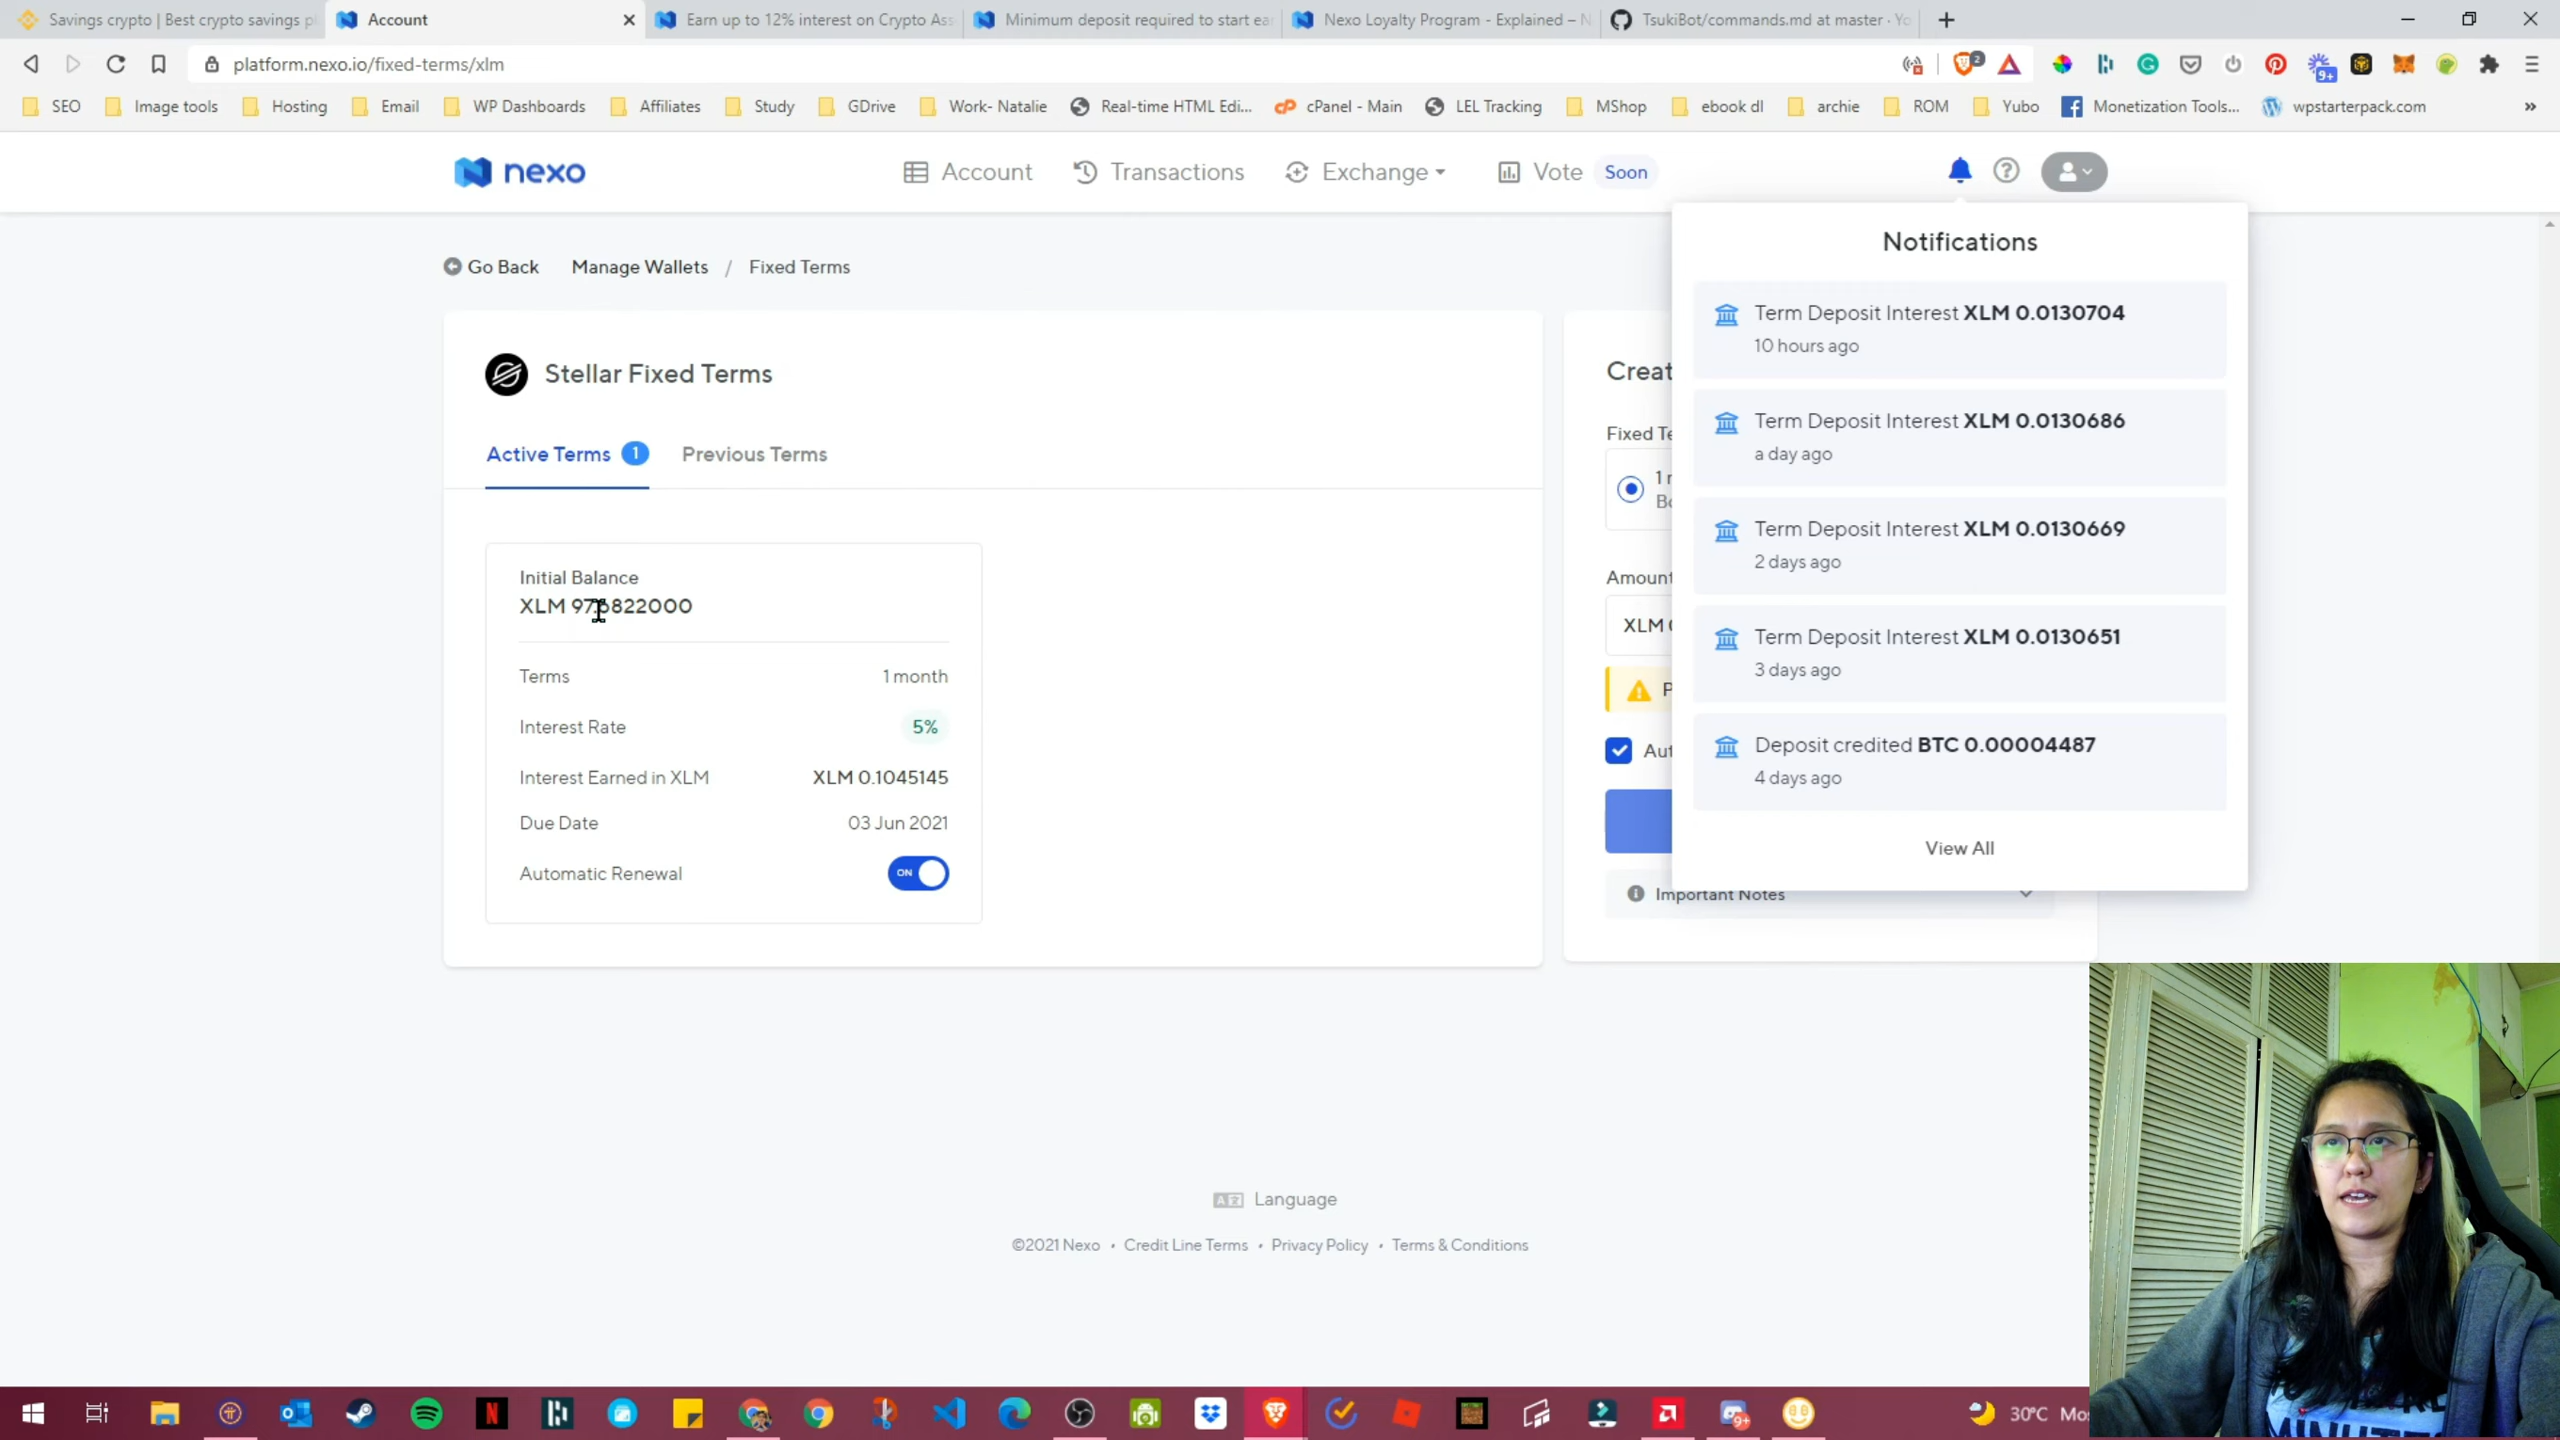 Savings crypto | Best crypto savings p
Account
Earn up to 12% interest on Crypto Ass
Minimum deposit required to start ea
Nexo Loyalty Program - Explained – N
TsukiBot/commands.md at master · Yo
platform.nexo.io/fixed-terms/xlm
2
9+
SEO
Image tools
Hosting
Email
WP Dashboards
Affiliates
Study
GDrive
Work- Natalie
Real-time HTML Edi...
cPanel - Main
LEL Tracking
MShop
ebook dl
archie
ROM
Yubo
Monetization Tools...
wpstarterpack.com
nexo
Account
Transactions
Exchange
Vote
Soon
Go Back
Manage Wallets / Fixed Terms
Stellar Fixed Terms
Active Terms 1
Previous Terms
Initial Balance
XLM
Terms 1 month
Interest Rate 5%
Interest Earned in XLM XLM 0.1045145
Due Date 03 Jun 2021
Automatic Renewal ON
Creat
Fixed Te
Amount
XLM
P
Aut
Important Notes
Notifications
Term Deposit Interest XLM 0.0130704
10 hours ago
Term Deposit Interest XLM 0.0130686
a day ago
Term Deposit Interest XLM 0.0130669
2 days ago
Term Deposit Interest XLM 0.0130651
3 days ago
Deposit credited BTC 0.00004487
4 days ago
View All
Language
©2021 Nexo • Credit Line Terms • Privacy Policy • Terms & Conditions
30°C Mos
MINUTE